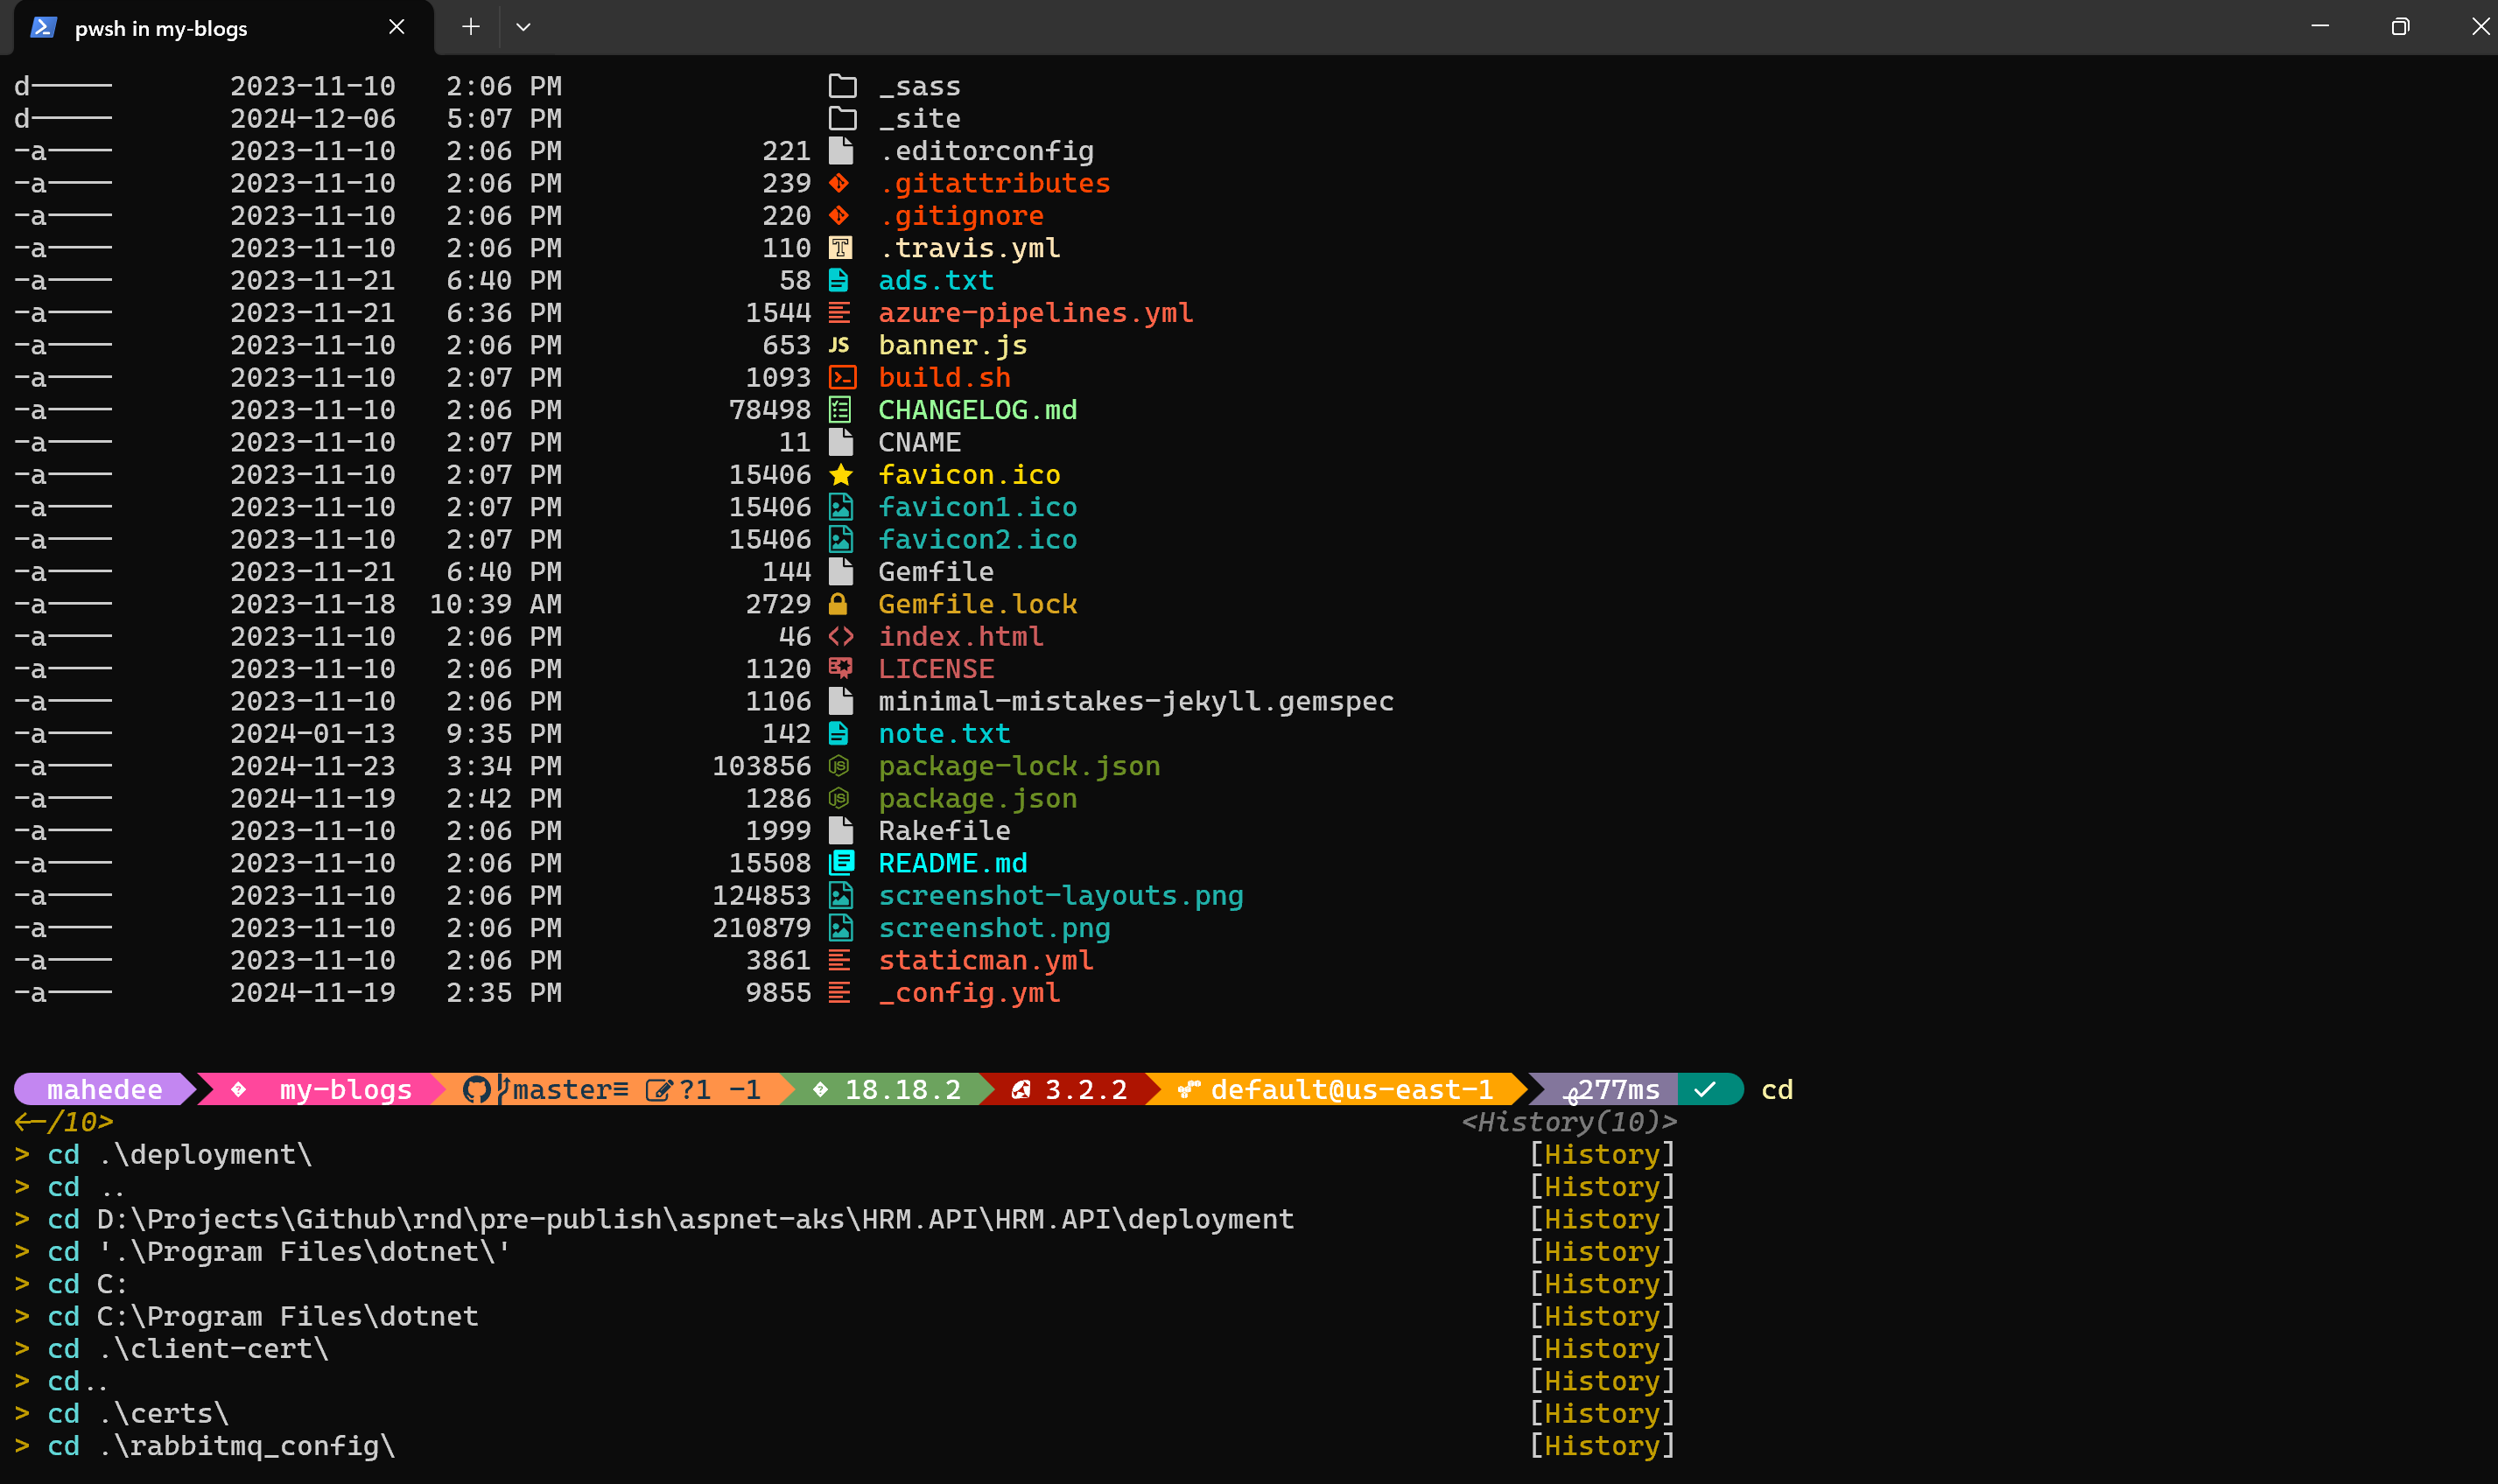 pwsh in my-blogs
d----- 2023-11-10 2:06 PM _sass
d----- 2024-12-06 5:07 PM _site
-a---- 2023-11-10 2:06 PM 221 .editorconfig
-a---- 2023-11-10 2:06 PM 239 .gitattributes
-a---- 2023-11-10 2:06 PM 220 .gitignore
-a---- 2023-11-10 2:06 PM 110 .travis.yml
-a---- 2023-11-21 6:40 PM 58 ads.txt
-a---- 2023-11-21 6:36 PM 1544 azure-pipelines.yml
-a---- 2023-11-10 2:06 PM 653 JS banner.js
-a---- 2023-11-10 2:07 PM 1093 build.sh
-a---- 2023-11-10 2:06 PM 78498 CHANGELOG.md
-a---- 2023-11-10 2:07 PM 11 CNAME
-a---- 2023-11-10 2:07 PM 15406 favicon.ico
-a---- 2023-11-10 2:07 PM 15406 favicon1.ico
-a---- 2023-11-10 2:07 PM 15406 favicon2.ico
-a---- 2023-11-21 6:40 PM 144 Gemfile
-a---- 2023-11-18 10:39 AM 2729 Gemfile.lock
-a---- 2023-11-10 2:06 PM 46 index.html
-a---- 2023-11-10 2:06 PM 1120 LICENSE
-a---- 2023-11-10 2:06 PM 1106 minimal-mistakes-jekyll.gemspec
-a---- 2024-01-13 9:35 PM 142 note.txt
-a---- 2024-11-23 3:34 PM 103856 package-lock.json
-a---- 2024-11-19 2:42 PM 1286 package.json
-a---- 2023-11-10 2:06 PM 1999 Rakefile
-a---- 2023-11-10 2:06 PM 15508 README.md
-a---- 2023-11-10 2:06 PM 124853 screenshot-layouts.png
-a---- 2023-11-10 2:06 PM 210879 screenshot.png
-a---- 2023-11-10 2:06 PM 3861 staticman.yml
-a---- 2024-11-19 2:35 PM 9855 _config.yml
mahedee my-blogs master≡ ?1 -1 18.18.2 3.2.2 default@us-east-1 277ms ✓ cd
<-/10> <History(10)>
> cd .\deployment\ [History]
> cd .. [History]
> cd D:\Projects\Github\rnd\pre-publish\aspnet-aks\HRM.API\HRM.API\deployment [History]
> cd '.\Program Files\dotnet\' [History]
> cd C: [History]
> cd C:\Program Files\dotnet [History]
> cd .\client-cert\ [History]
> cd.. [History]
> cd .\certs\ [History]
> cd .\rabbitmq_config\ [History]